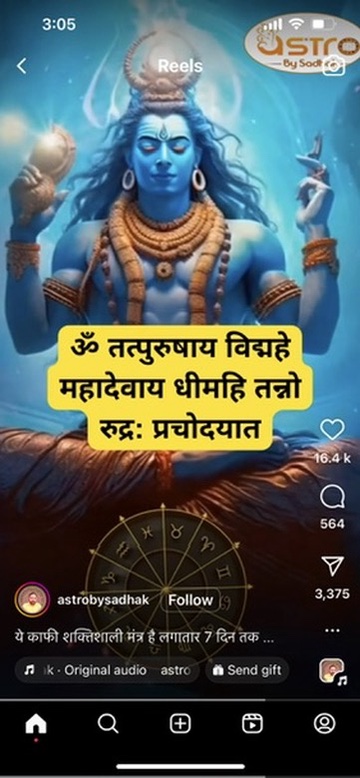 3:05
Reels
ASTRO
By Sadhak
ॐ तत्पुरुषाय विद्महे
महादेवाय धीमहि तन्नो
रुद्र: प्रचोदयात
16.4 k
564
3,375
astrobysadhak
Follow
ये काफी शक्तिशाली मंत्र है लगातार 7 दिन तक ...
k · Original audio astro
Send gift